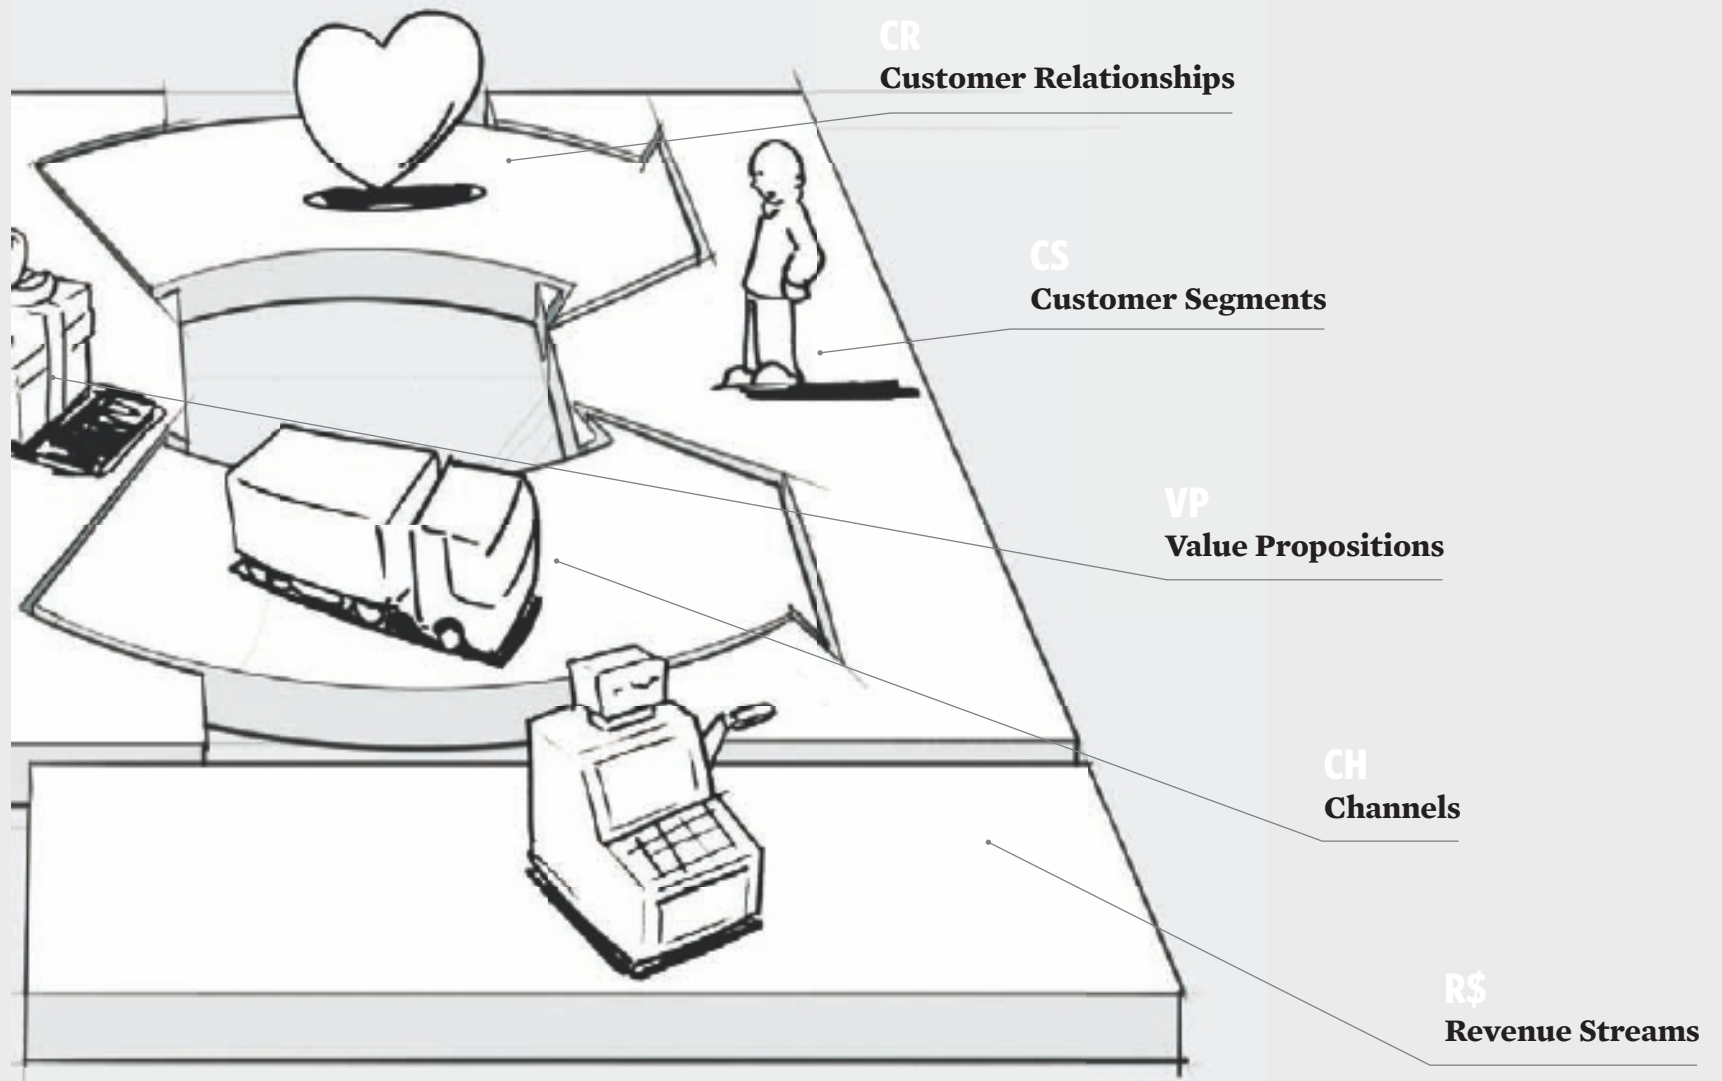 CR
Customer Relationships
CS
Customer Segments
VP
Value Propositions
CH
Channels
R$
Revenue Streams